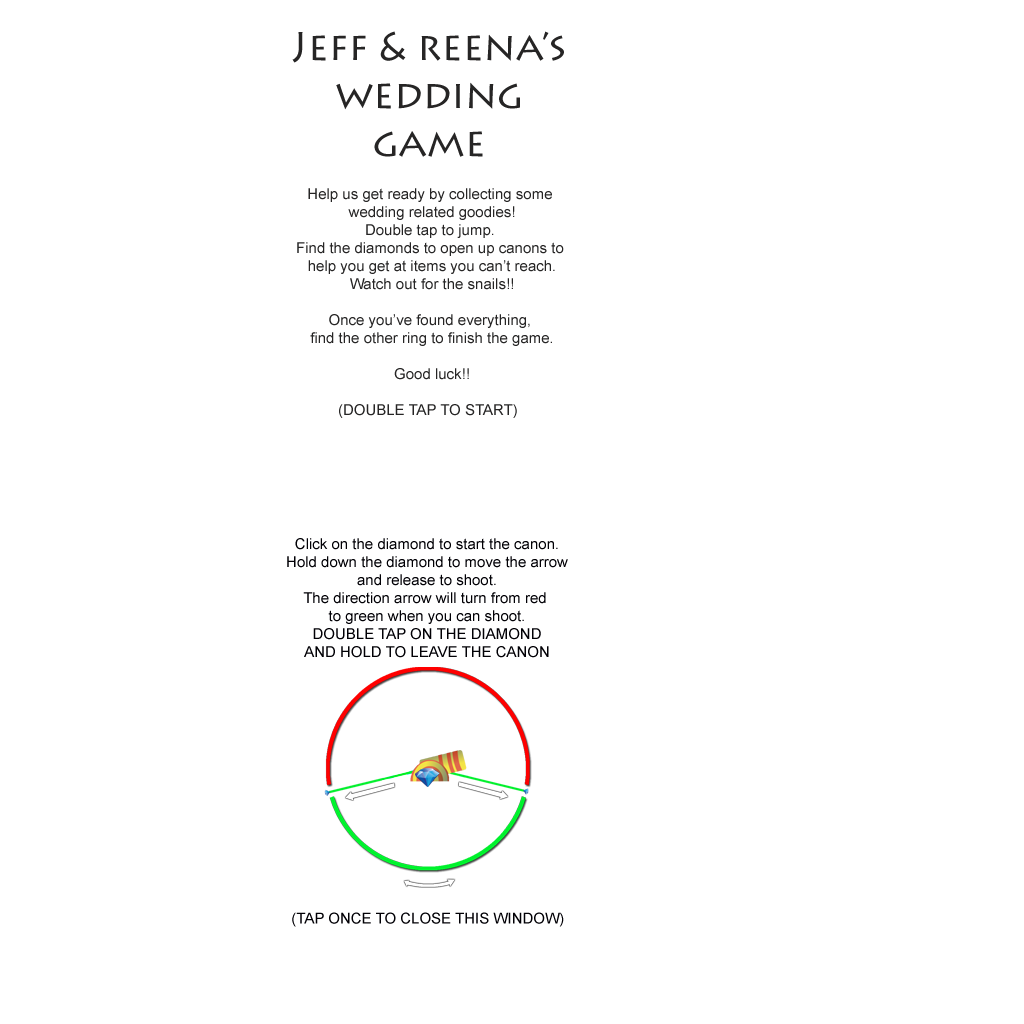 JEFF & REENA'S
WEDDING
GAME
Help us get ready by collecting some
wedding related goodies!
Double tap to jump.
Find the diamonds to open up canons to
help you get at items you can't reach.
Watch out for the snails!!
Once you've found everything,
find the other ring to finish the game.
Good luck!!
(DOUBLE TAP TO START)
Click on the diamond to start the canon.
Hold down the diamond to move the arrow
and release to shoot.
The direction arrow will turn from red
to green when you can shoot.
DOUBLE TAP ON THE DIAMOND
AND HOLD TO LEAVE THE CANON
(TAP ONCE TO CLOSE THIS WINDOW)